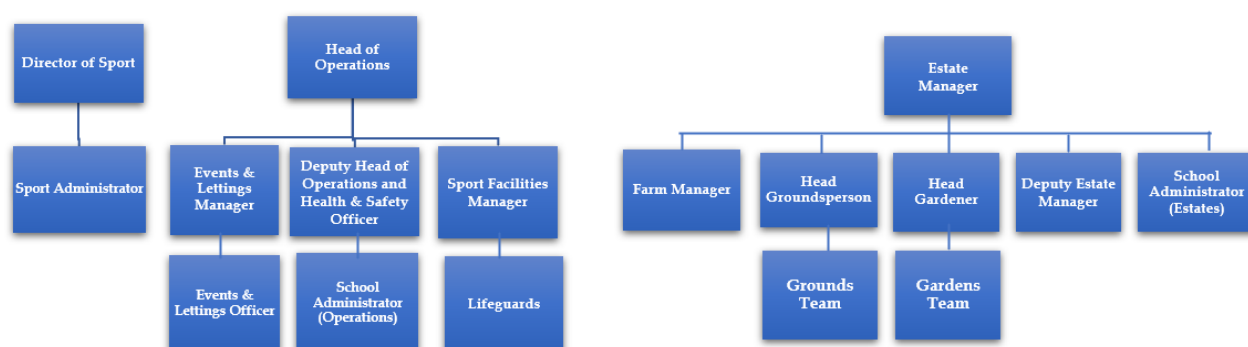 Director of Sport
Head of
Operations
Estate
Manager
Sport Administrator
Events &
Lettings
Manager
Deputy Head of
Operations and
Health & Safety
Officer
Sport Facilities
Manager
Farm Manager
Head
Groundsperson
Head
Gardener
Deputy Estate
Manager
School
Administrator
(Estates)
Events &
Lettings Officer
School
Administrator
(Operations)
Lifeguards
Grounds
Team
Gardens
Team